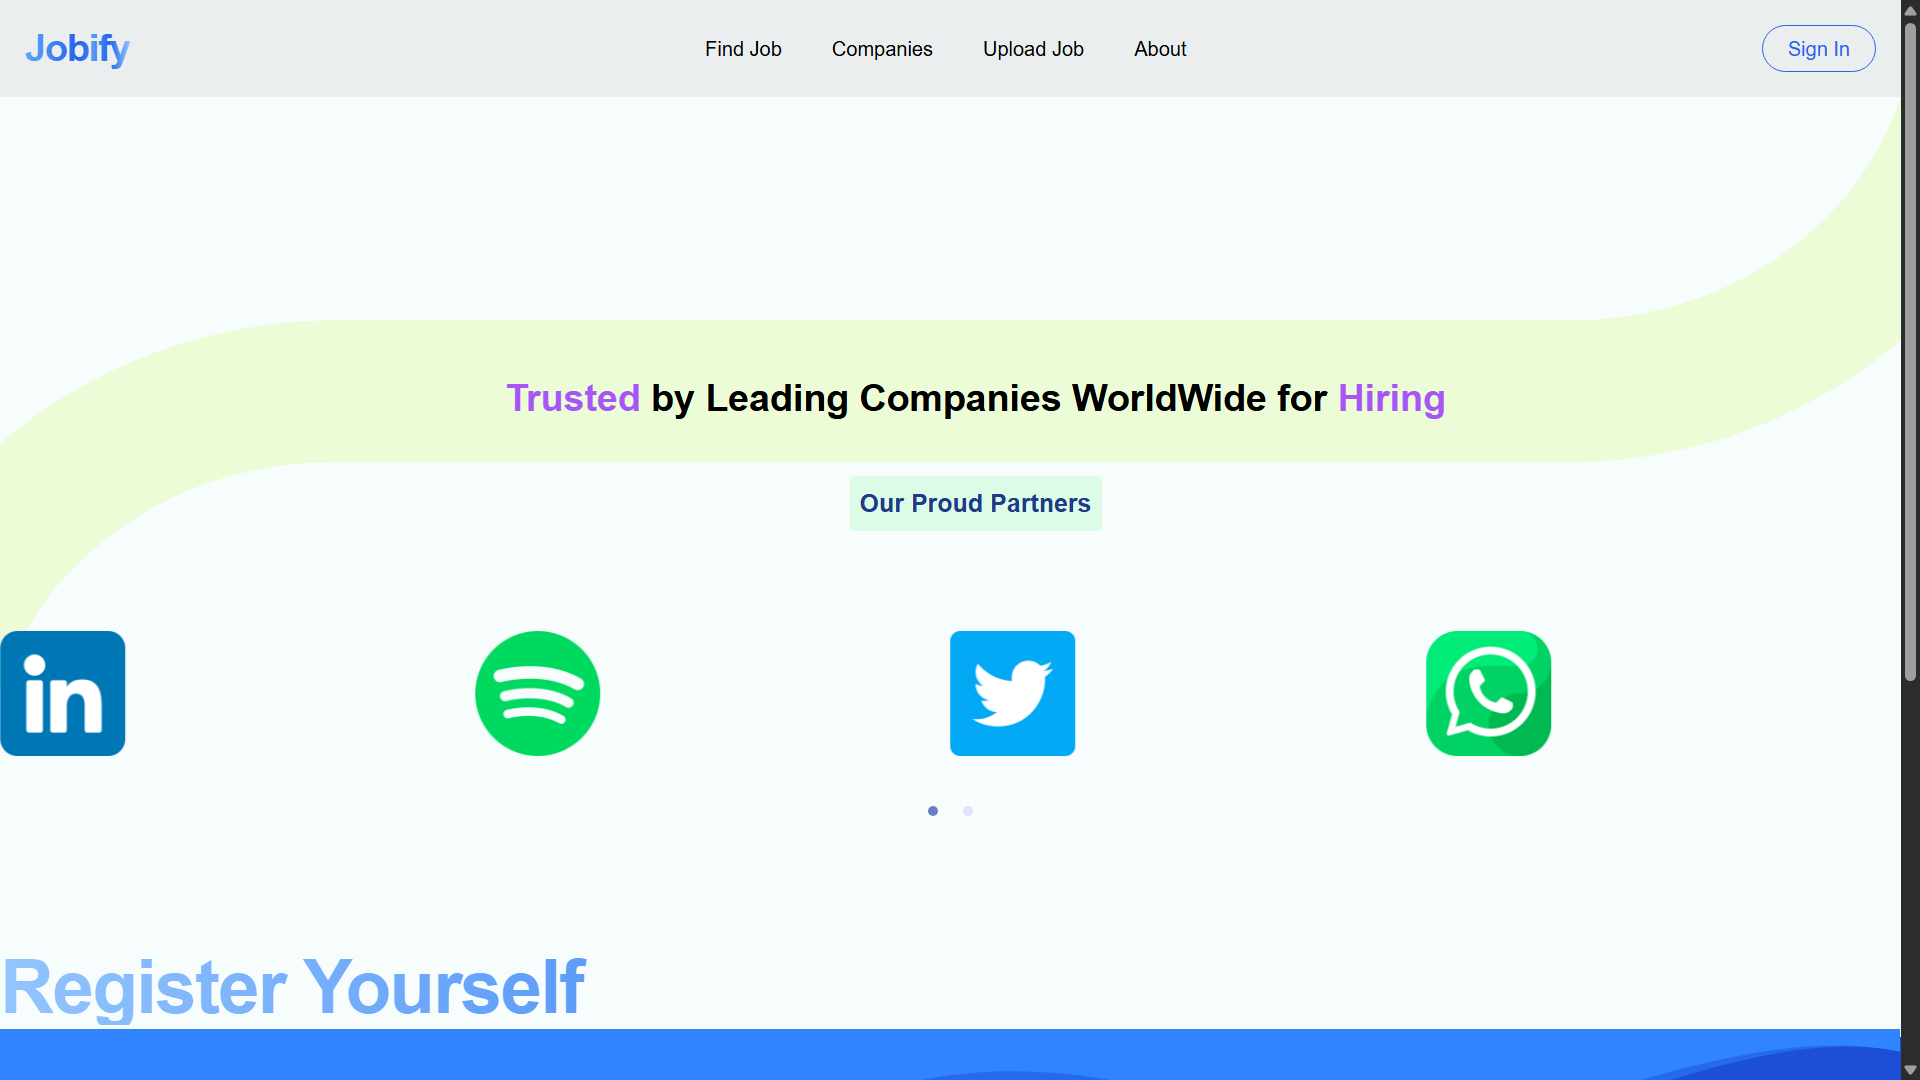 Jobify
Find Job
Companies
Upload Job
About
Sign In
Trusted by Leading Companies WorldWide for Hiring
Our Proud Partners
in
Register Yourself